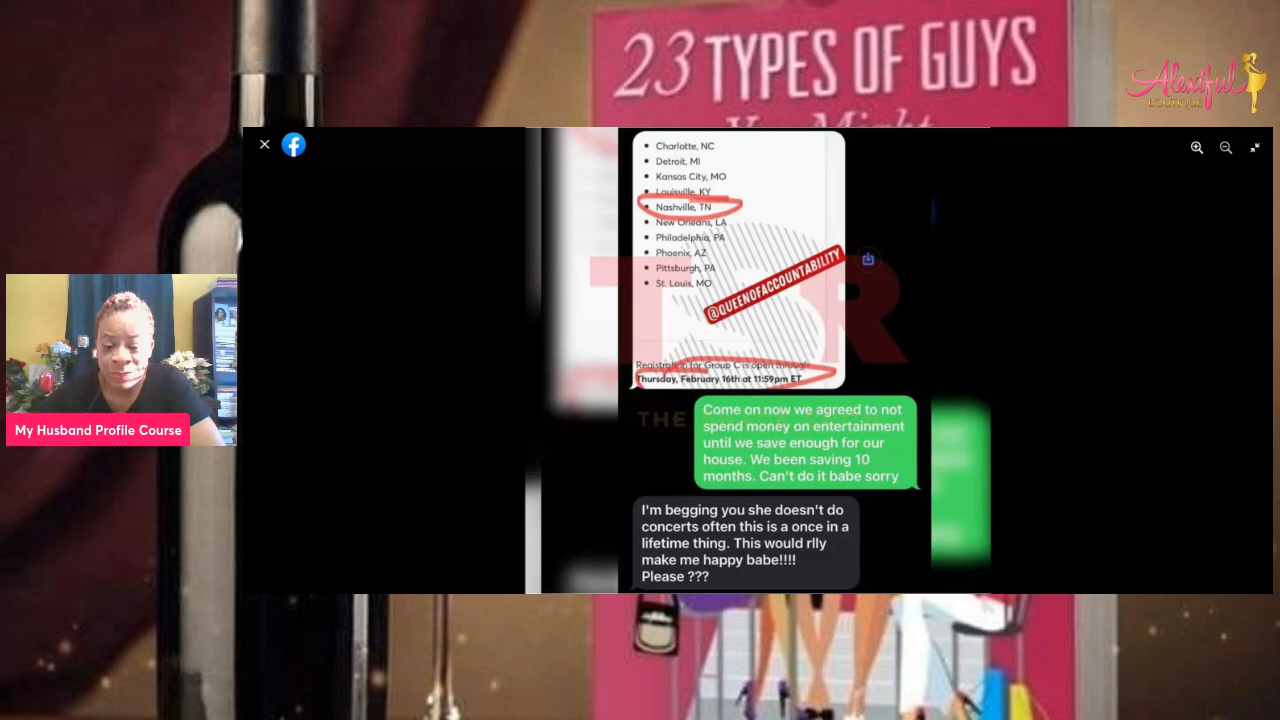 23 TYPES OF GUYS
You Might
Alexiful
BOUTIQUE
Charlotte, NC
Detroit, MI
Kansas City, MO
Louisville, KY
Nashville, TN
New Orleans, LA
Philadelphia, PA
Phoenix, AZ
Pittsburgh, PA
St. Louis, MO
@QUEENOFACCOUNTABILITY
TSR
Registration for Group C is open through
Thursday, February 16th at 11:59pm ET
THE
Come on now we agreed to not
spend money on entertainment
until we save enough for our
house. We been saving 10
months. Can't do it babe sorry
My Husband Profile Course
I'm begging you she doesn't do
concerts often this is a once in a
lifetime thing. This would rlly
make me happy babe!!!!
Please ???